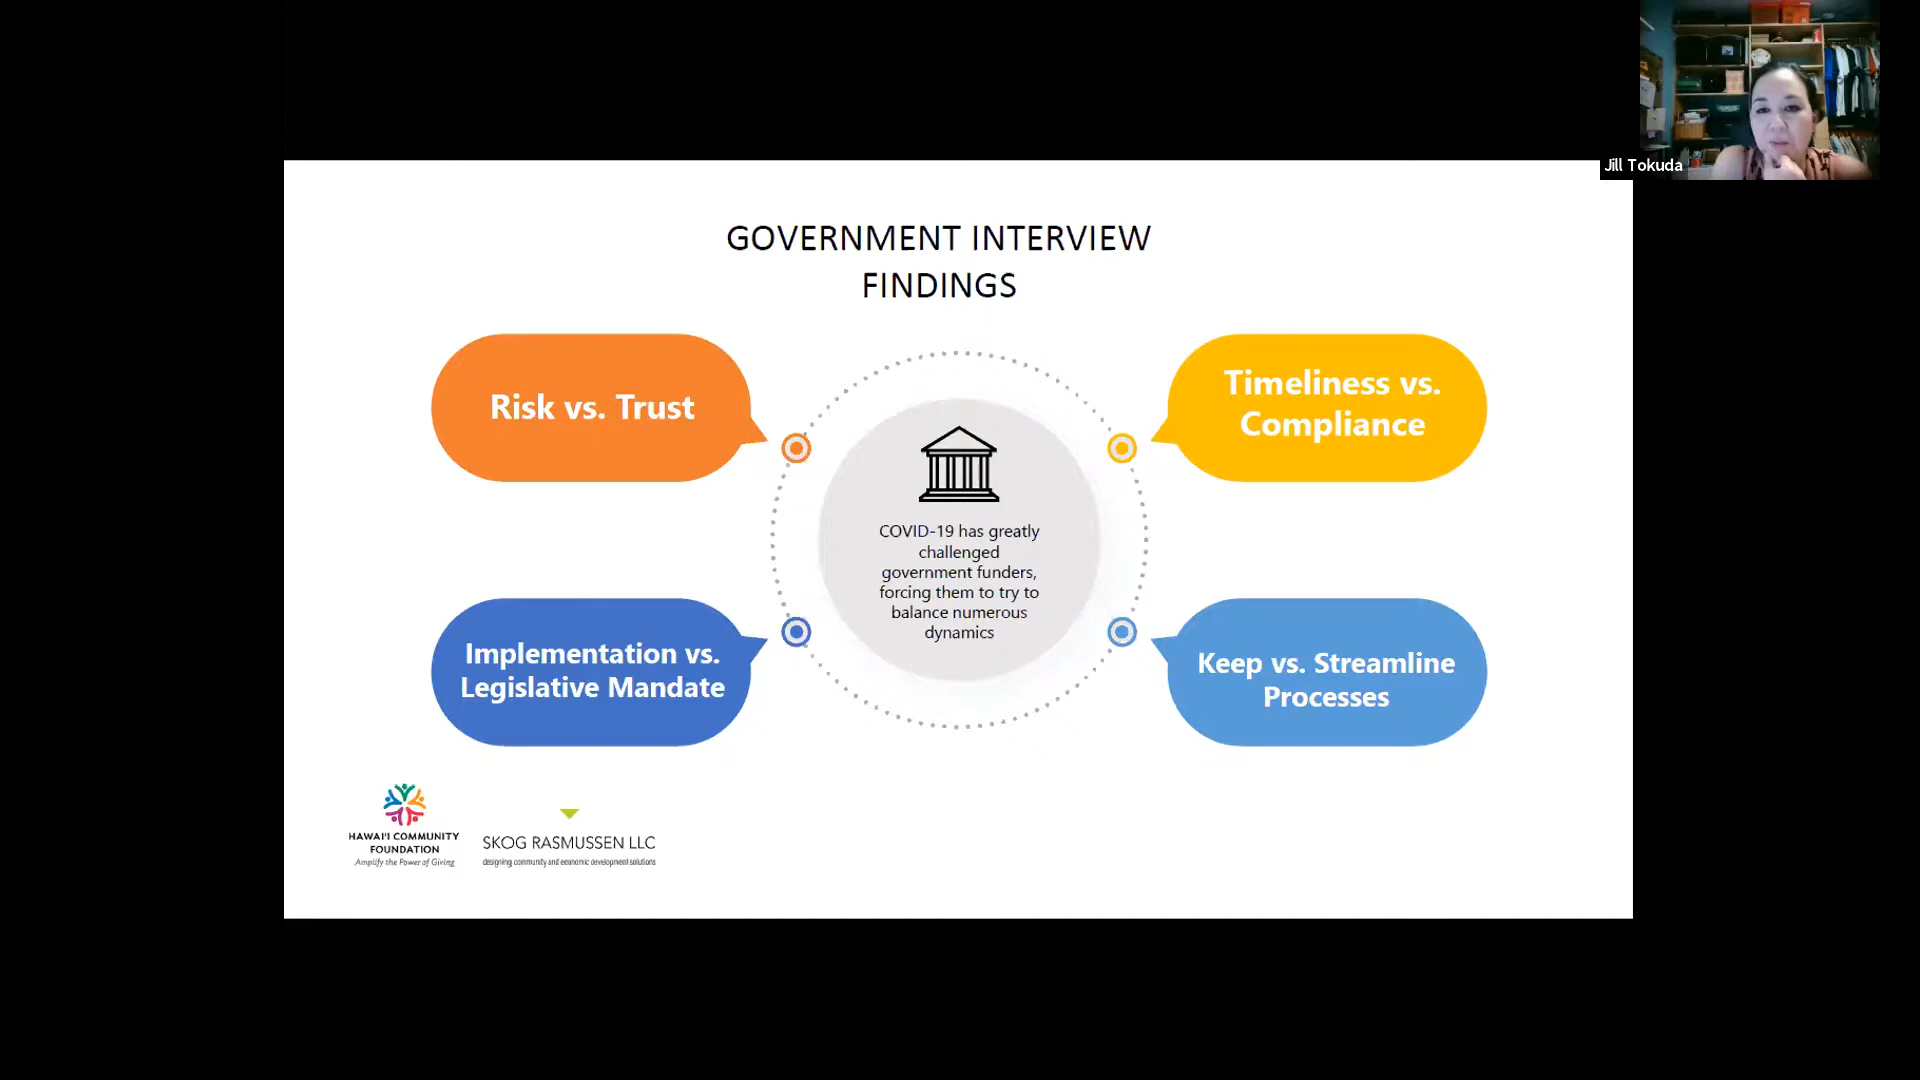 Jill Tokuda
GOVERNMENT INTERVIEW
FINDINGS
Risk vs. Trust
Timeliness vs.
Compliance
COVID-19 has greatly
challenged
government funders,
forcing them to try to
balance numerous
dynamics
Implementation vs.
Legislative Mandate
Keep vs. Streamline
Processes
HAWAI‘I COMMUNITY
FOUNDATION
Amplify the Power of Giving
SKOG RASMUSSEN LLC
designing community and economic development solutions